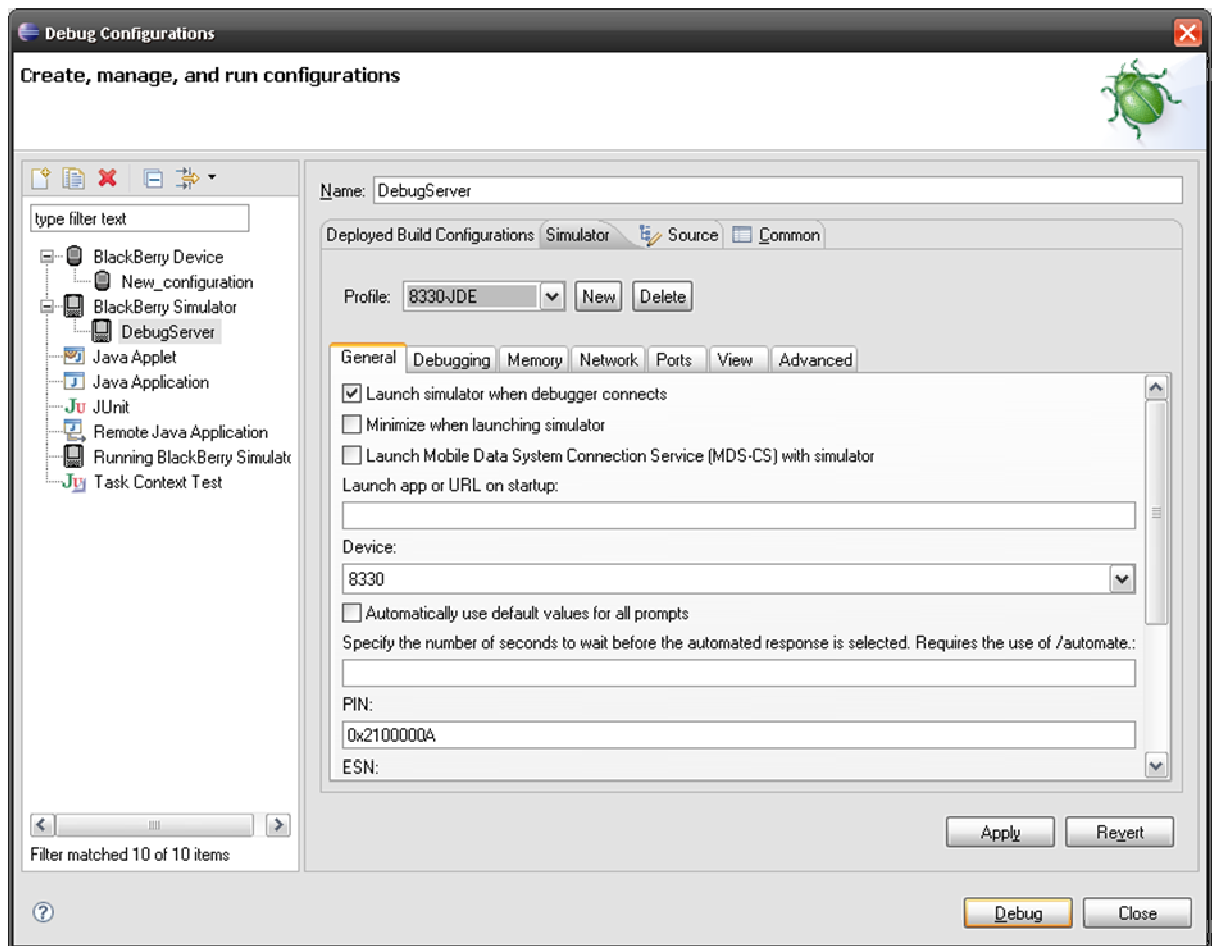 Debug Configurations
Create, manage, and run configurations
type filter text
BlackBerry Device
New_configuration
BlackBerry Simulator
DebugServer
Java Applet
Java Application
JUnit
Remote Java Application
Running BlackBerry Simulat
Task Context Test
Filter matched 10 of 10 items
Name: DebugServer
Deployed Build Configurations Simulator Source Common
Profile: 8330-JDE New Delete
General Debugging Memory Network Ports View Advanced
Launch simulator when debugger connects
Minimize when launching simulator
Launch Mobile Data System Connection Service (MDS-CS) with simulator
Launch app or URL on startup:
Device:
8330
Automatically use default values for all prompts
Specify the number of seconds to wait before the automated response is selected. Requires the use of /automate.:
PIN:
0x2100000A
ESN:
Apply Revert
Debug Close